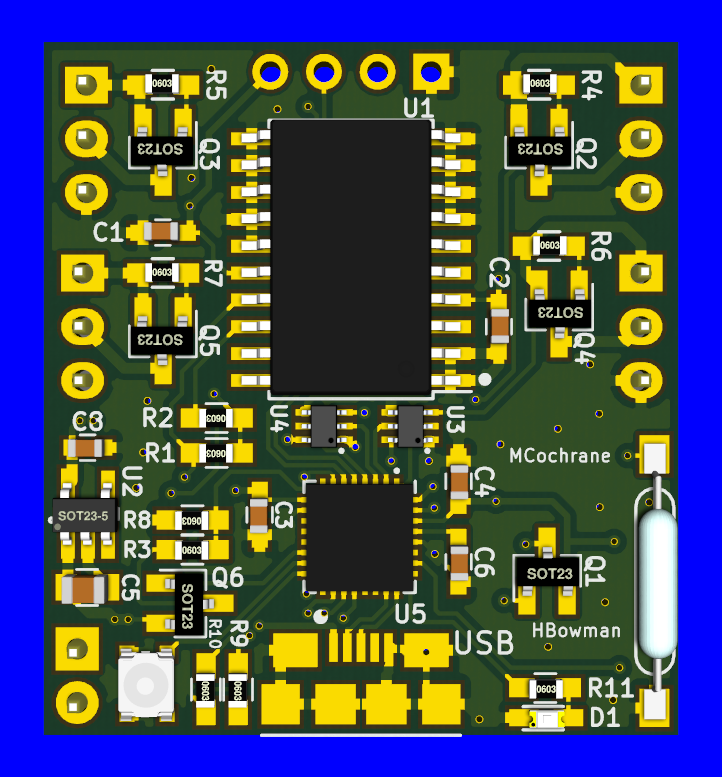 0603
R5
0603
R4
U1
SOT23
Q3
SOT23
Q2
C1
0603
R6
0603
R7
C2
SOT23
Q4
SOT23
Q5
R2
0603
U4
U3
C3
R1
0603
MCochrane
U2
C4
SOT23-5
R8
0603
C3
R3
0603
C6
SOT23
Q1
C5
Q6
SOT23
U5
R10
R9
HBowman
USB
0603
0603
0603
R11
D1